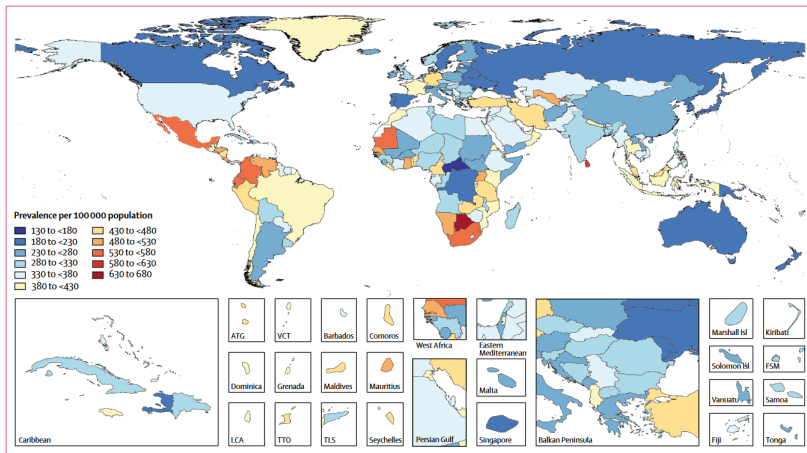 Prevalence per 100 000 population
130 to <180
180 to <230
230 to <280
280 to <330
330 to <380
380 to <430
430 to <480
480 to <530
530 to <580
580 to <630
630 to 680
Caribbean
ATG
VCT
Barbados
Comoros
Dominica
Grenada
Maldives
Mauritius
LCA
TTO
TLS
Seychelles
West Africa
Eastern
Mediterranean
Persian Gulf
Malta
Singapore
Balkan Peninsula
Marshall Isl
Kiribati
Solomon Isl
FSM
Vanuatu
Samoa
Fiji
Tonga